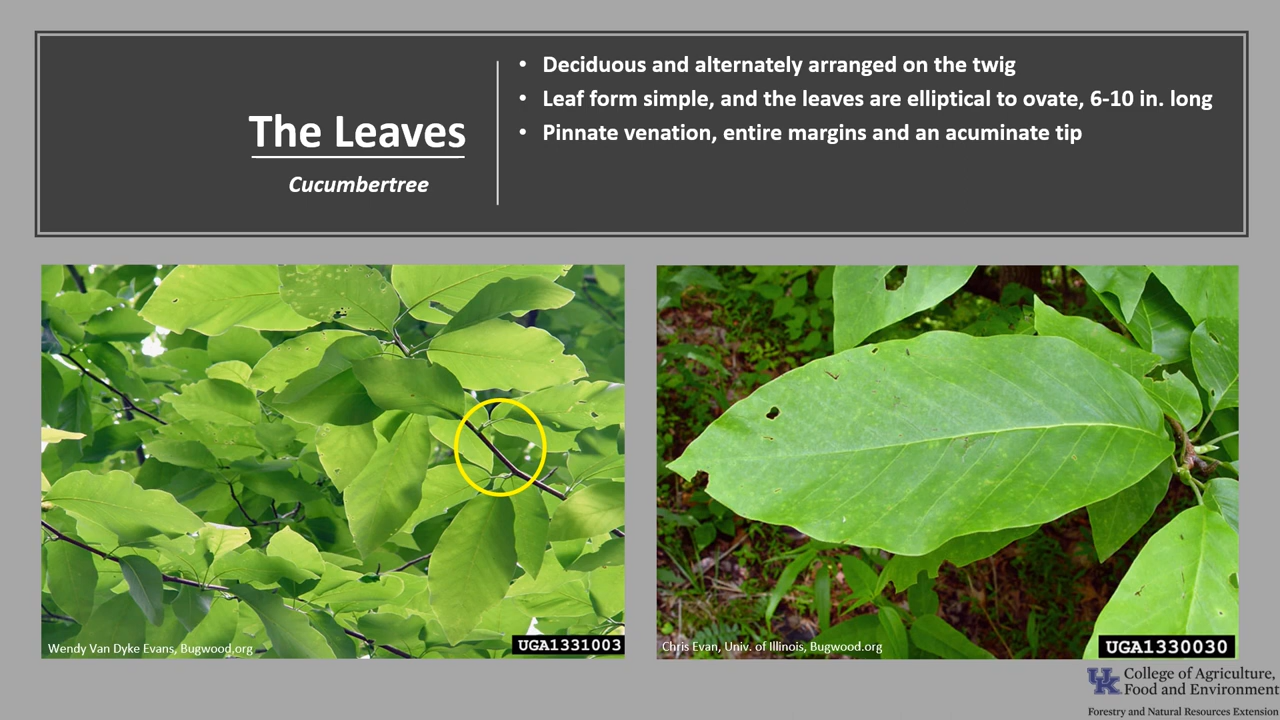 The Leaves
Cucumbertree
• Deciduous and alternately arranged on the twig
• Leaf form simple, and the leaves are elliptical to ovate, 6-10 in. long
• Pinnate venation, entire margins and an acuminate tip
Wendy Van Dyke Evans, Bugwood.org
UGA1331003
Chris Evan, Univ. of Illinois, Bugwood.org
UGA1330030
UK
College of Agriculture,
Food and Environment
Forestry and Natural Resources Extension